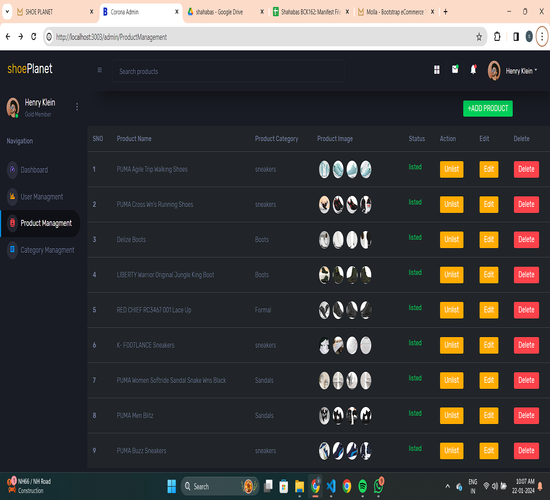 SHOE PLANET
Corona Admin
shahabas - Google Drive
Shahabas BCK162: Manifest Fi
Molla - Bootstrap eCommerce
http://localhost:3003/admin/ProductManagement
shoePlanet
Search products
Henry Klein
Henry Klein
Gold Member
+ADD PRODUCT
Navigation
SNO Product Name Product Category Product Image Status Action Edit Delete
Dashboard
User Managment
Product Managment
Category Managment
1 PUMA Agile Trip Walking Shoes sneakers listed Unlist Edit Delete
2 PUMA Cross Wn's Running Shoes sneakers listed Unlist Edit Delete
3 Delize Boots Boots listed Unlist Edit Delete
4 LIBERTY Warrior Original Jungle King Boot Boots listed Unlist Edit Delete
5 RED CHIEF RC3467 001 Lace Up Formal listed Unlist Edit Delete
6 K- FOOTLANCE Sneakers sneakers listed Unlist Edit Delete
7 PUMA Women Softride Sandal Snake Wns Black Sandals listed Unlist Edit Delete
8 PUMA Men Blitz Sandals listed Unlist Edit Delete
9 PUMA Buzz Sneakers sneakers listed Unlist Edit Delete
NH66 / NH Road
Construction
Search
ENG
IN
10:07 AM
22-01-2024